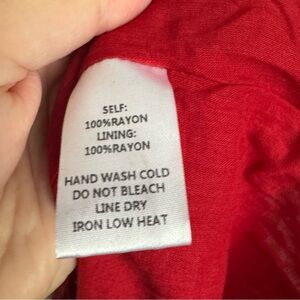 SELF:
100%RAYON
LINING:
100%RAYON
HAND WASH COLD
DO NOT BLEACH
LINE DRY
IRON LOW HEAT